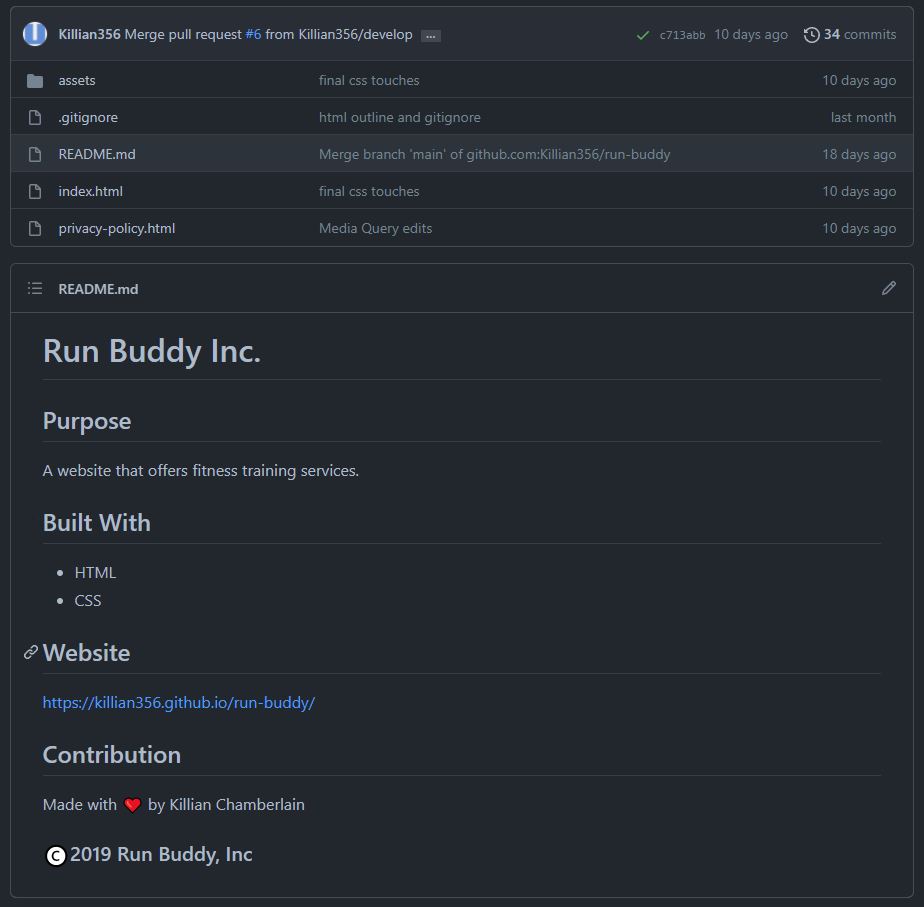 Killian356 Merge pull request #6 from Killian356/develop ... c713abb 10 days ago 34 commits
assets final css touches 10 days ago
.gitignore html outline and gitignore last month
README.md Merge branch 'main' of github.com:Killian356/run-buddy 18 days ago
index.html final css touches 10 days ago
privacy-policy.html Media Query edits 10 days ago
README.md
Run Buddy Inc.
Purpose
A website that offers fitness training services.
Built With
• HTML
• CSS
Website
https://killian356.github.io/run-buddy/
Contribution
Made with ❤️ by Killian Chamberlain
©️ 2019 Run Buddy, Inc